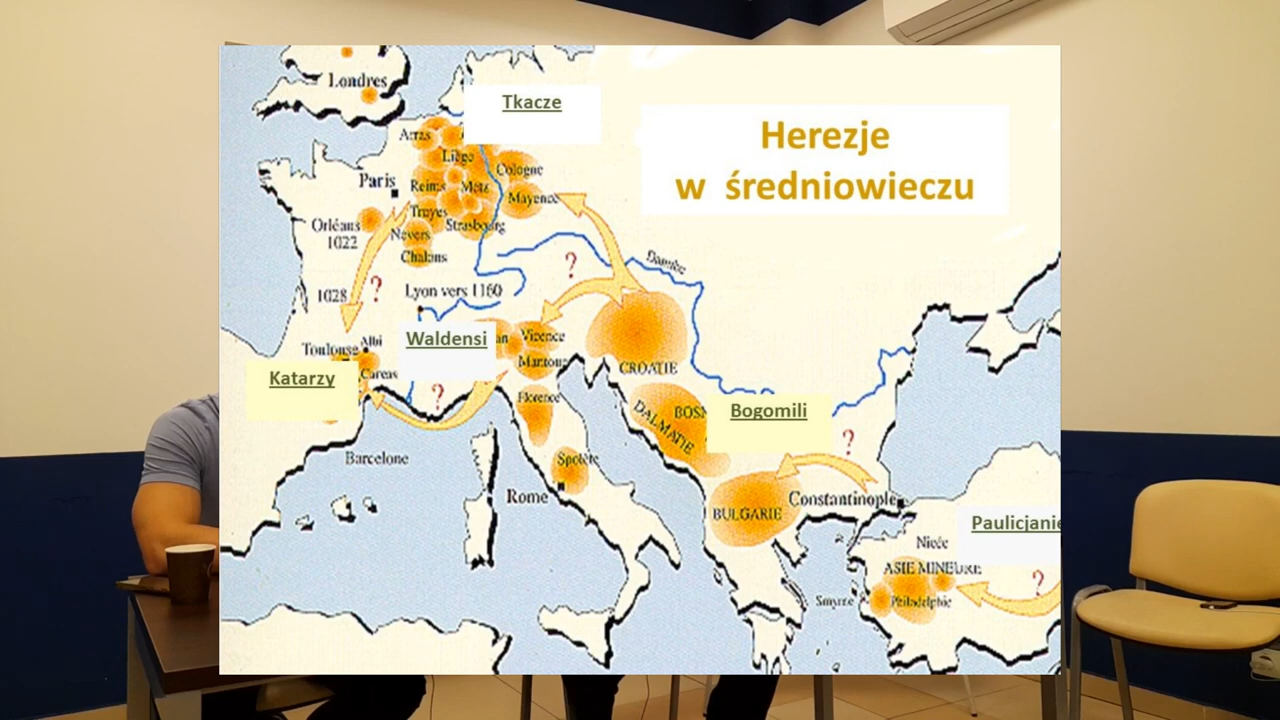 Herezje
w średniowieczu
Londres
Tkacze
Arras
Liège
Cologne
Paris
Reims
Metz
Mayence
Troyes
Orléans
1022
Nevers
Strasbourg
Chalons
?
Danube
?
1028
Lyon vers 1160
Waldensi
an
Vicence
Toulouse
Albi
Mantoue
CROATIE
Carcas
Katarzy
?
Florence
DALMATIE
BOSN
Bogomili
?
Barcelone
Spolète
Rome
BULGARIE
Constantinople
Paulicjanie
Nicée
ASIE MINEURE
?
Smyrne
Philadelphie